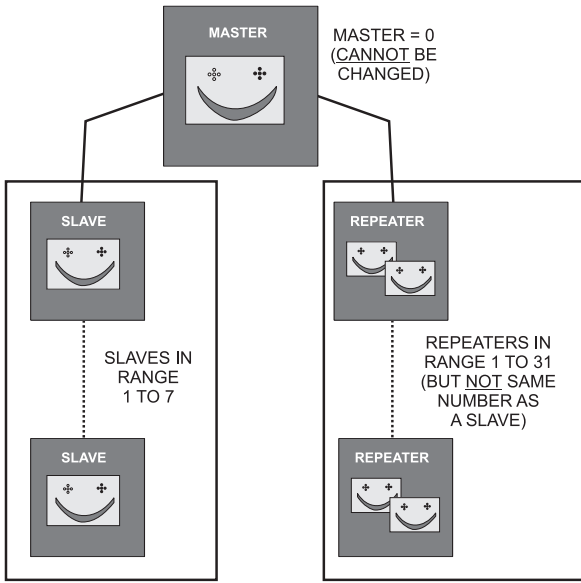 MASTER
MASTER = 0
(CANNOT BE
CHANGED)
SLAVE
SLAVES IN
RANGE
1 TO 7
SLAVE
REPEATER
REPEATERS IN
RANGE 1 TO 31
(BUT NOT SAME
NUMBER AS
A SLAVE)
REPEATER